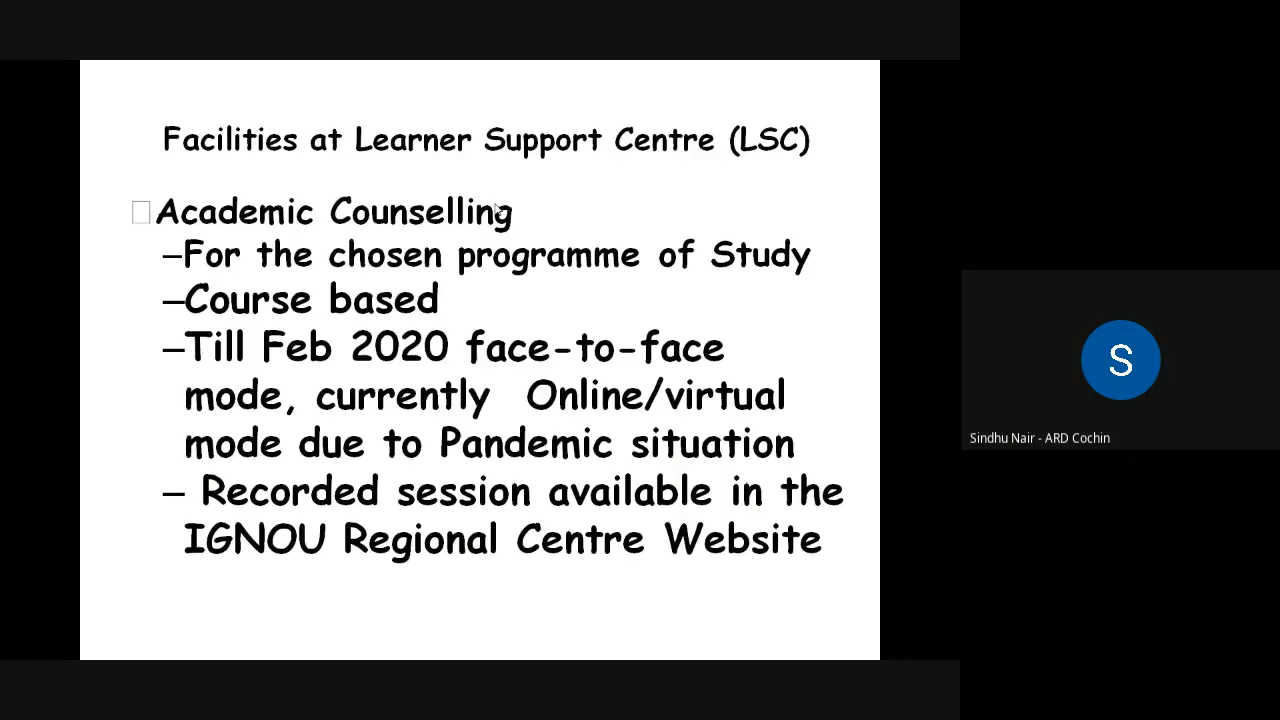 Facilities at Learner Support Centre (LSC)
Academic Counselling
–For the chosen programme of Study
–Course based
–Till Feb 2020 face-to-face
mode, currently Online/virtual
mode due to Pandemic situation
– Recorded session available in the
IGNOU Regional Centre Website
S
Sindhu Nair - ARD Cochin